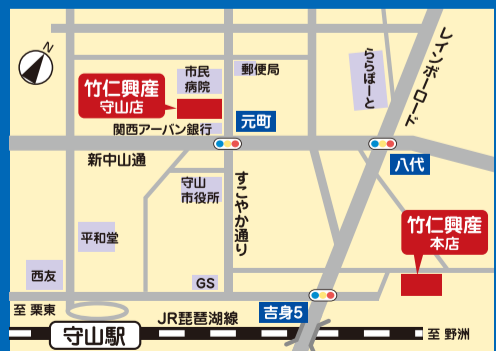 N
市民
病院
郵便局
ららぽーと
レインボーロード
竹仁興産
守山店
関西アーバン銀行
元町
新中山通
八代
守山
市役所
すこやか通り
竹仁興産
本店
平和堂
西友
GS
吉身5
至 栗東
JR琵琶湖線
守山駅
至 野洲